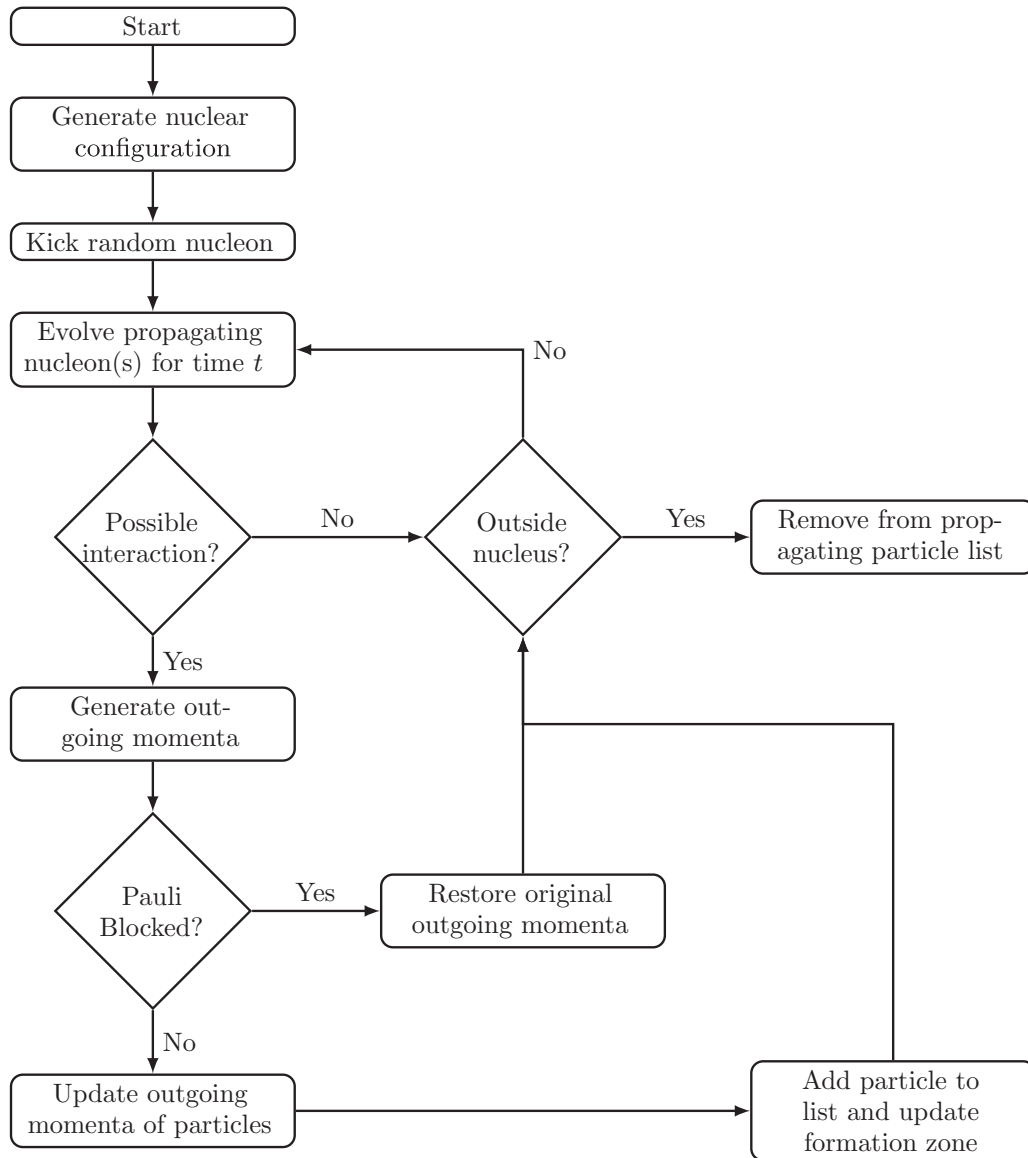 Start
Generate nuclear
configuration
Kick random nucleon
Evolve propagating
nucleon(s) for time t
No
Possible
interaction?
No
Outside
nucleus?
Yes
Remove from prop-
agating particle list
Yes
Generate out-
going momenta
Pauli
Blocked?
Yes
Restore original
outgoing momenta
No
Update outgoing
momenta of particles
Add particle to
list and update
formation zone